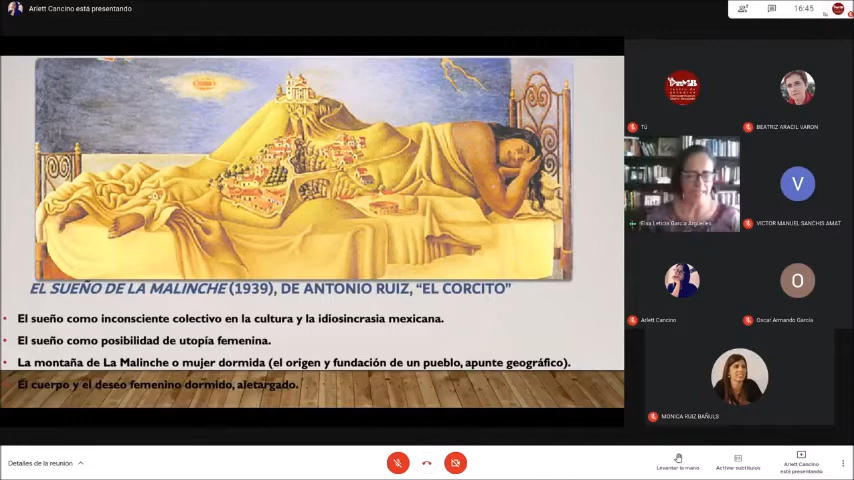 Arlett Cancino está presentando
16:45
EL SUEÑO DE LA MALINCHE (1939), DE ANTONIO RUIZ, "EL CORCITO"
• El sueño como inconsciente colectivo en la cultura y la idiosincrasia mexicana.
• El sueño como posibilidad de utopía femenina.
• La montaña de La Malinche o mujer dormida (el origen y fundación de un pueblo, apunte geográfico).
• El cuerpo y el deseo femenino dormido, aletargado.
Tú
BEATRIZ ARACIL VARON
Elsa Leticia García Argüelles
V
VICTOR MANUEL SANCHIS AMAT
Arlett Cancino
O
Oscar Armando García
MONICA RUIZ BAÑULS
Detalles de la reunión
Levantar la mano
Activar subtítulos
Arlett Cancino
está presentando